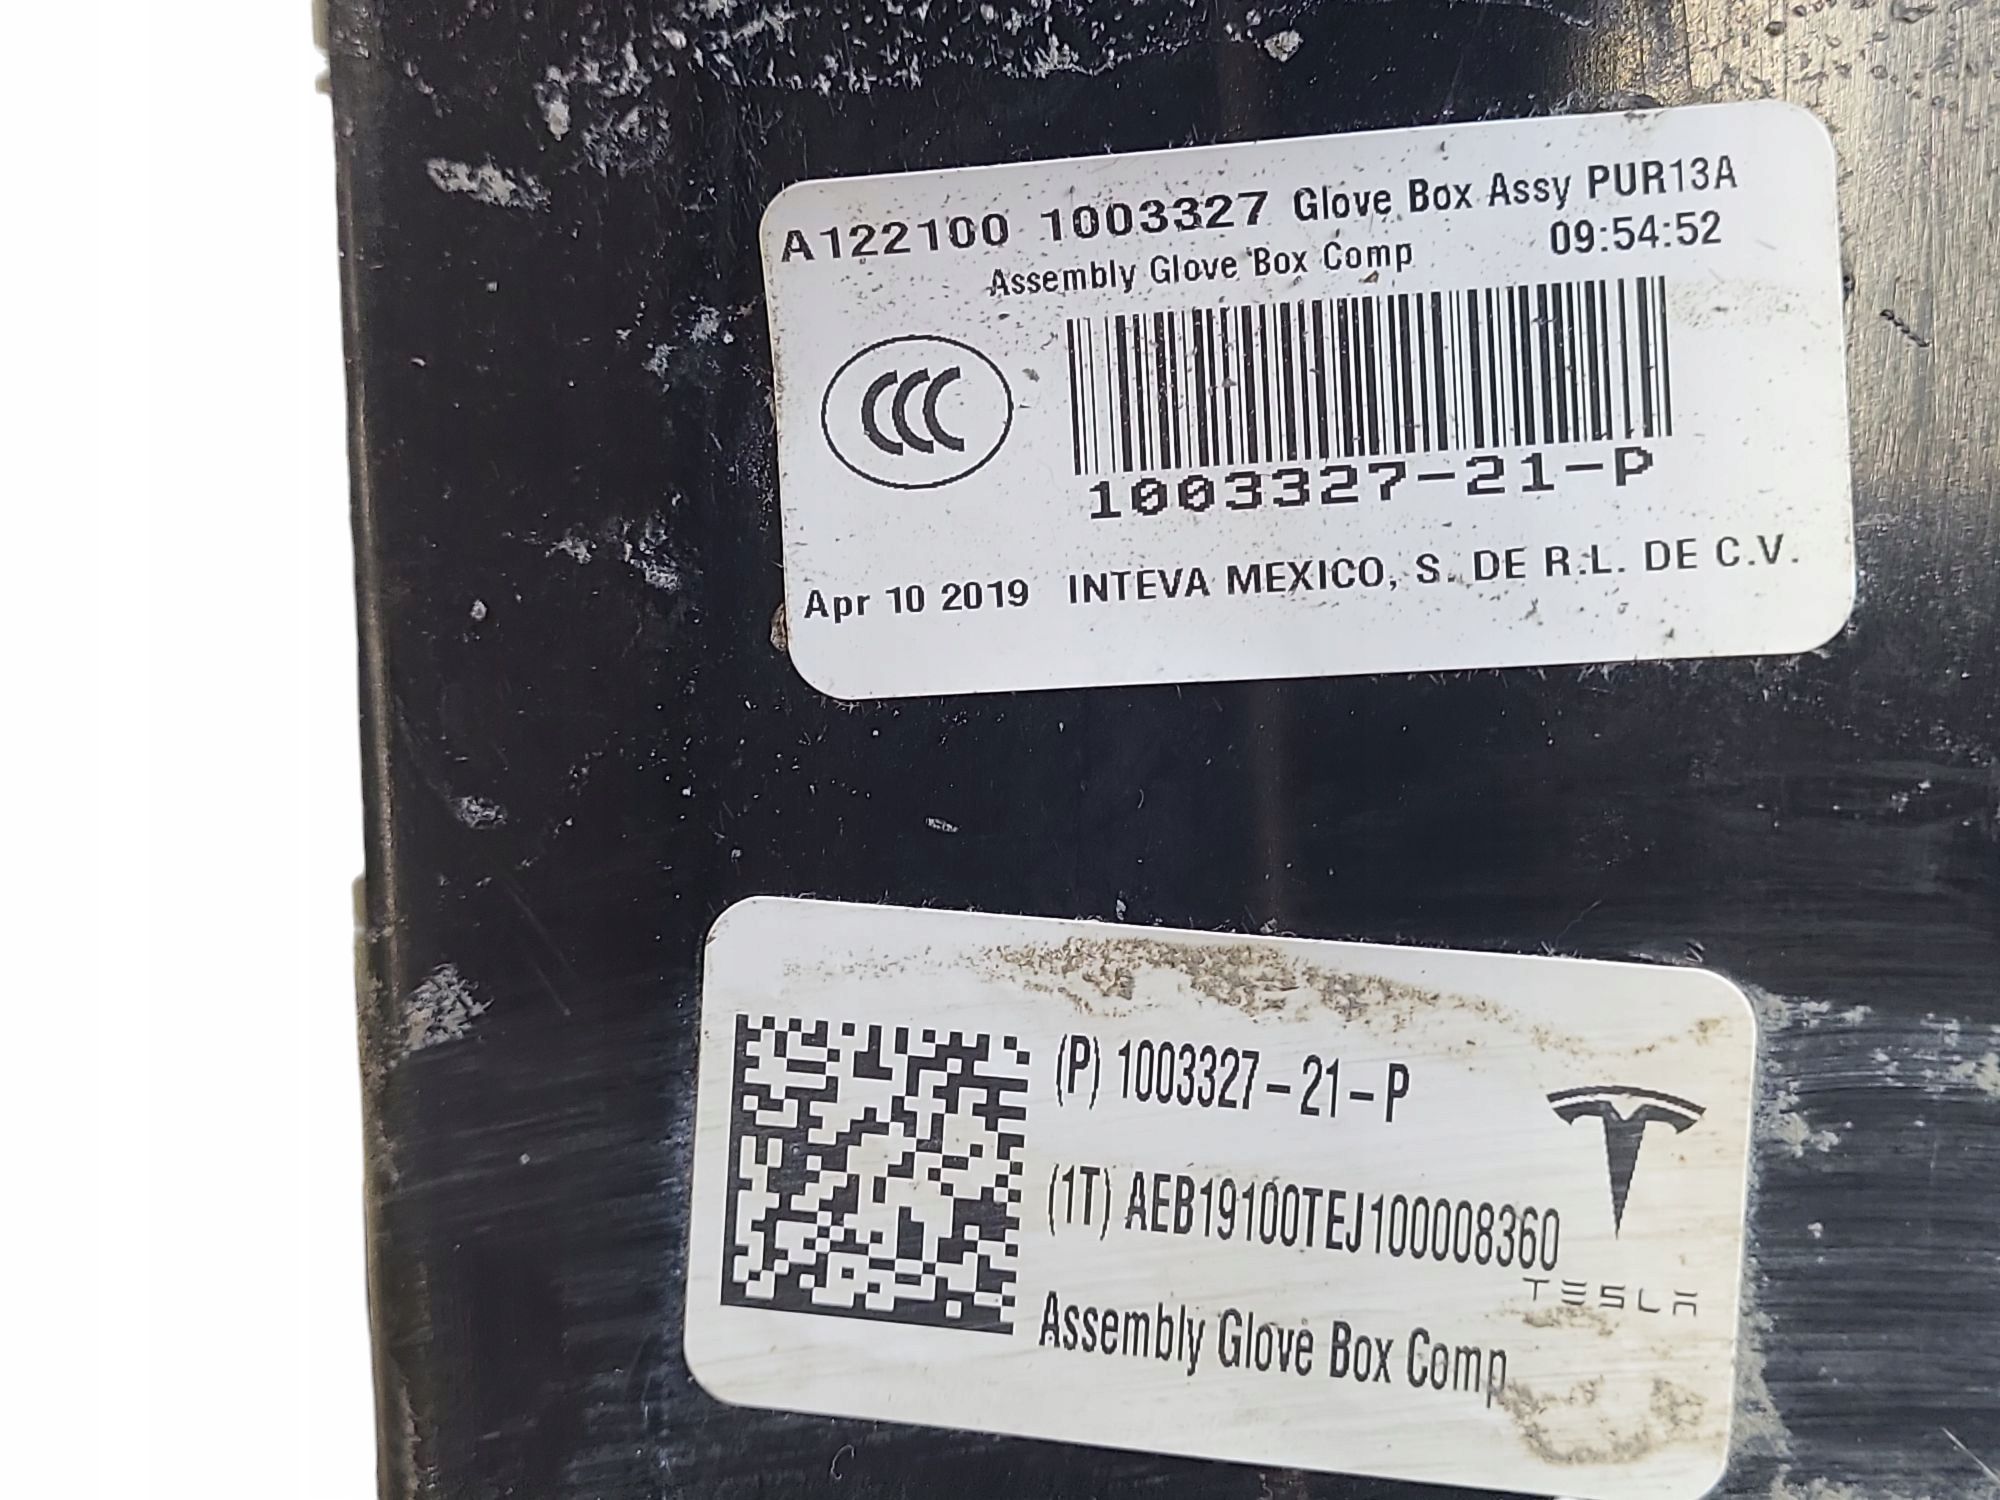 A122100 1003327 Glove Box Assy PUR13A
Assembly Glove Box Comp 09:54:52
CCC
1003327-21-P
Apr 10 2019 INTEVA MEXICO, S. DE R.L. DE C.V.
(P) 1003327-21-P
(1T) AEB19100TEJ100008360
TESLA
Assembly Glove Box Comp